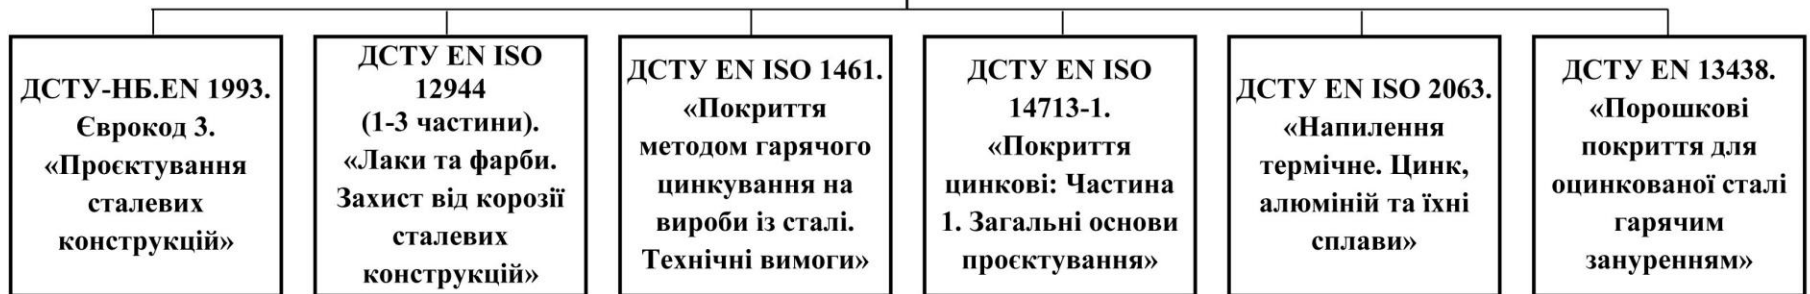 ДСТУ-НБ.EN 1993.
Єврокод 3.
«Проєктування
сталевих
конструкцій»
ДСТУ EN ISO
12944
(1-3 частини).
«Лаки та фарби.
Захист від корозії
сталевих
конструкцій»
ДСТУ EN ISO 1461.
«Покриття
методом гарячого
цинкування на
вироби із сталі.
Технічні вимоги»
ДСТУ EN ISO
14713-1.
«Покриття
цинкові: Частина
1. Загальні основи
проєктування»
ДСТУ EN ISO 2063.
«Напилення
термічне. Цинк,
алюміній та їхні
сплави»
ДСТУ EN 13438.
«Порошкові
покриття для
оцинкованої сталі
гарячим
зануренням»